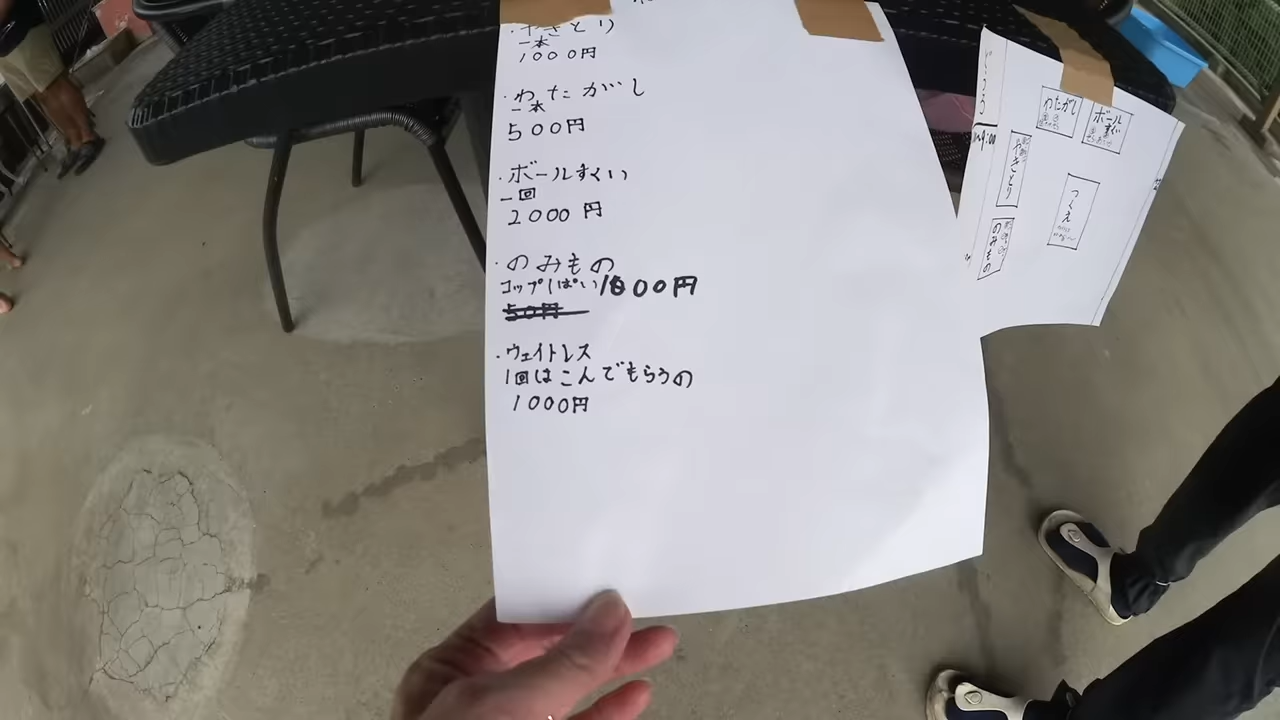 ・やきとり
一本
1000円
・わたがし
一本
500円
・ボールすくい
一回
2000円
・のみもの
コップ1ぱい1000円
50円
・ウェイトレス
1回はこんでもらうの
1000円
わたがし
ボールすくい
やきとり
つくえ
のみもの